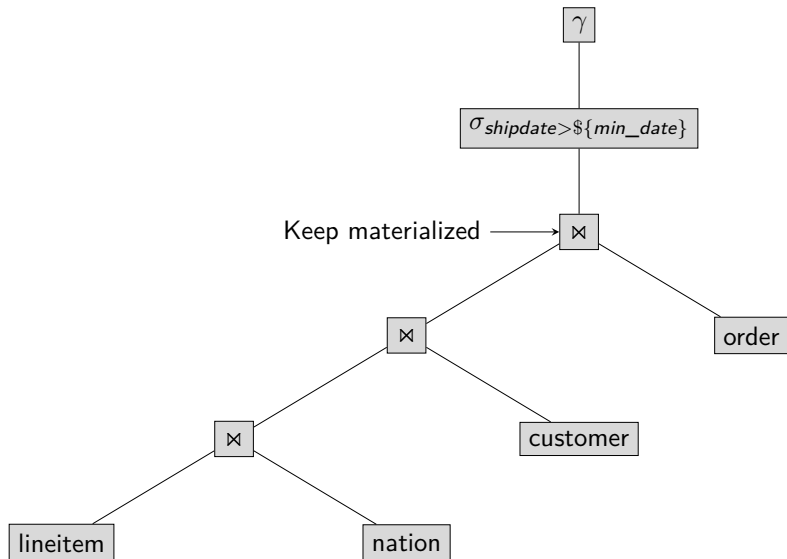 γ
σshipdate>${min_date}
Keep materialized
⋈
⋈
order
⋈
customer
lineitem
nation